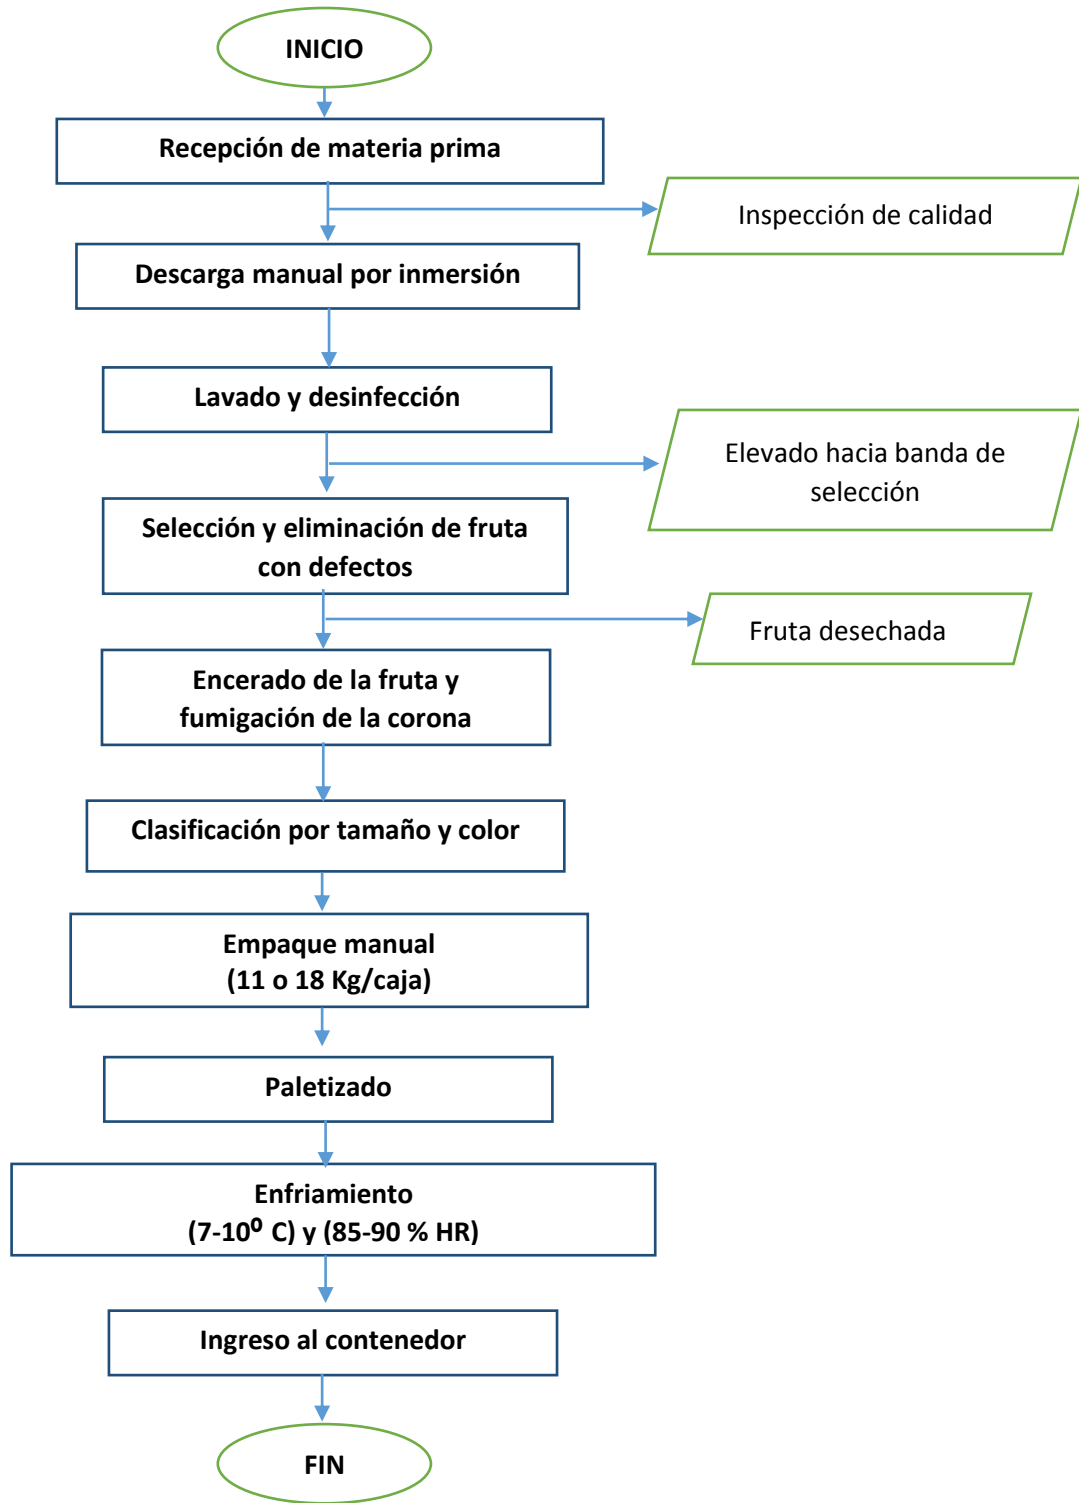 INICIO
Recepción de materia prima
Inspección de calidad
Descarga manual por inmersión
Lavado y desinfección
Elevado hacia banda de
selección
Selección y eliminación de fruta
con defectos
Fruta desechada
Encerado de la fruta y
fumigación de la corona
Clasificación por tamaño y color
Empaque manual
(11 o 18 Kg/caja)
Paletizado
Enfriamiento
(7-10⁰ C) y (85-90 % HR)
Ingreso al contenedor
FIN